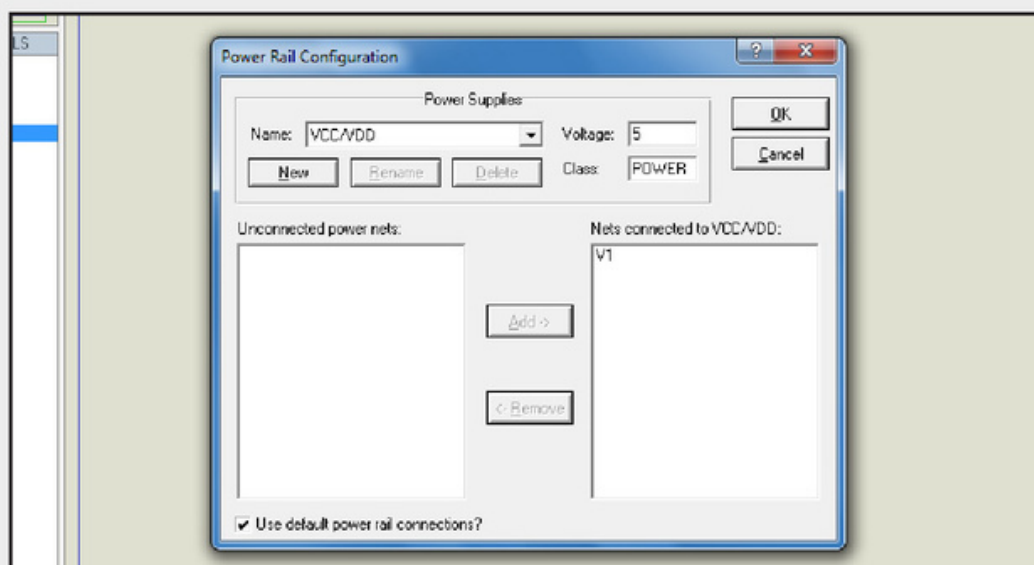 LS
Power Rail Configuration
Power Supplies
Name: VCC/VDD Voltage: 5
New Rename Delete Class: POWER
OK
Cancel
Unconnected power nets: Nets connected to VCC/VDD:
V1
Add ->
<- Remove
Use default power rail connections?